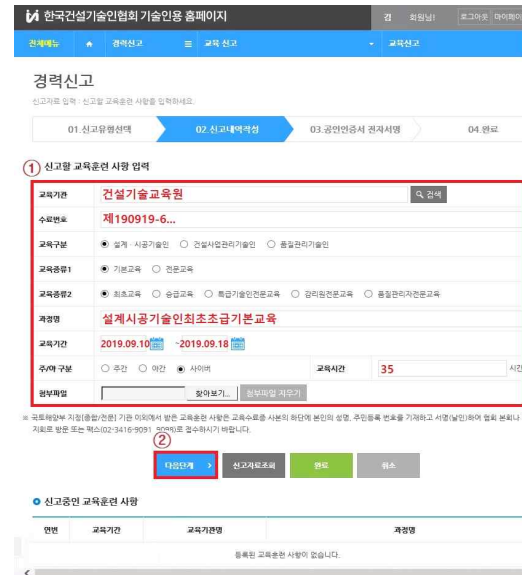 한국건설기술인협회 기술인용 홈페이지
김 회원님! 로그아웃 마이페이
전체메뉴 경력신고 교육 신고 교육신고
경력신고
신고자료 입력 : 신고할 교육훈련 사항을 입력하세요.
01.신고유형선택 02.신고내역작성 03.공인인증서 전자서명 04.완료
① 신고할 교육훈련 사항 입력
교육기관 건설기술교육원 검색
수료번호 제190919-6...
교육구분 설계 · 시공기술인 건설사업관리기술인 품질관리기술인
교육종류1 기본교육 전문교육
교육종류2 최초교육 승급교육 특급기술인전문교육 감리원전문교육 품질관리자전문교육
과정명 설계시공기술인최초초급기본교육
교육기간 2019.09.10 ~2019.09.18
주/야 구분 주간 야간 사이버 교육시간 35 시간
첨부파일 찾아보기... 첨부파일 지우기
※ 국토해양부 지정(종합/전문) 기관 이외에서 받은 교육훈련 사항은 교육수료증 사본의 하단에 본인의 성명, 주민등록 번호를 기재하고 서명(날인)하여 협회 본회나
지회로 방문 또는 팩스(02-3416-9091 9098)로 접수하시기 바랍니다.
②
다음단계 > 신고자료조회 완료 취소
신고중인 교육훈련 사항
연번 교육기간 교육기관명 과정명
등록된 교육훈련 사항이 없습니다.